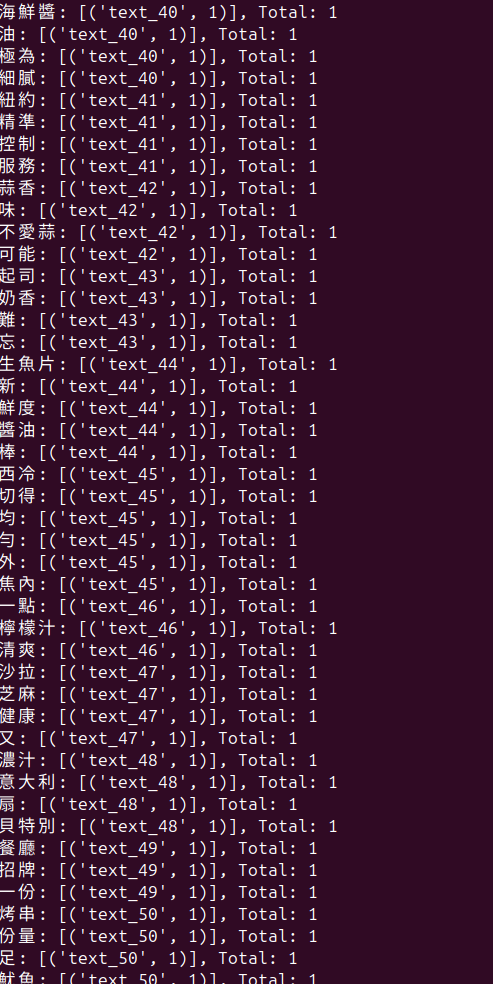 海鮮醬: [('text_40', 1)], Total: 1
油: [('text_40', 1)], Total: 1
極為: [('text_40', 1)], Total: 1
細膩: [('text_40', 1)], Total: 1
紐約: [('text_41', 1)], Total: 1
精準: [('text_41', 1)], Total: 1
控制: [('text_41', 1)], Total: 1
服務: [('text_41', 1)], Total: 1
蒜香: [('text_42', 1)], Total: 1
味: [('text_42', 1)], Total: 1
不愛蒜: [('text_42', 1)], Total: 1
可能: [('text_42', 1)], Total: 1
起司: [('text_43', 1)], Total: 1
奶香: [('text_43', 1)], Total: 1
難: [('text_43', 1)], Total: 1
忘: [('text_43', 1)], Total: 1
生魚片: [('text_44', 1)], Total: 1
新: [('text_44', 1)], Total: 1
鮮度: [('text_44', 1)], Total: 1
醬油: [('text_44', 1)], Total: 1
棒: [('text_44', 1)], Total: 1
西冷: [('text_45', 1)], Total: 1
切得: [('text_45', 1)], Total: 1
均: [('text_45', 1)], Total: 1
勻: [('text_45', 1)], Total: 1
外: [('text_45', 1)], Total: 1
焦內: [('text_45', 1)], Total: 1
一點: [('text_46', 1)], Total: 1
檸檬汁: [('text_46', 1)], Total: 1
清爽: [('text_46', 1)], Total: 1
沙拉: [('text_47', 1)], Total: 1
芝麻: [('text_47', 1)], Total: 1
健康: [('text_47', 1)], Total: 1
又: [('text_47', 1)], Total: 1
濃汁: [('text_48', 1)], Total: 1
意大利: [('text_48', 1)], Total: 1
扇: [('text_48', 1)], Total: 1
貝特別: [('text_48', 1)], Total: 1
餐廳: [('text_49', 1)], Total: 1
招牌: [('text_49', 1)], Total: 1
一份: [('text_49', 1)], Total: 1
烤串: [('text_50', 1)], Total: 1
份量: [('text_50', 1)], Total: 1
足: [('text_50', 1)], Total: 1
魷魚: [('text_50', 1)], Total: 1